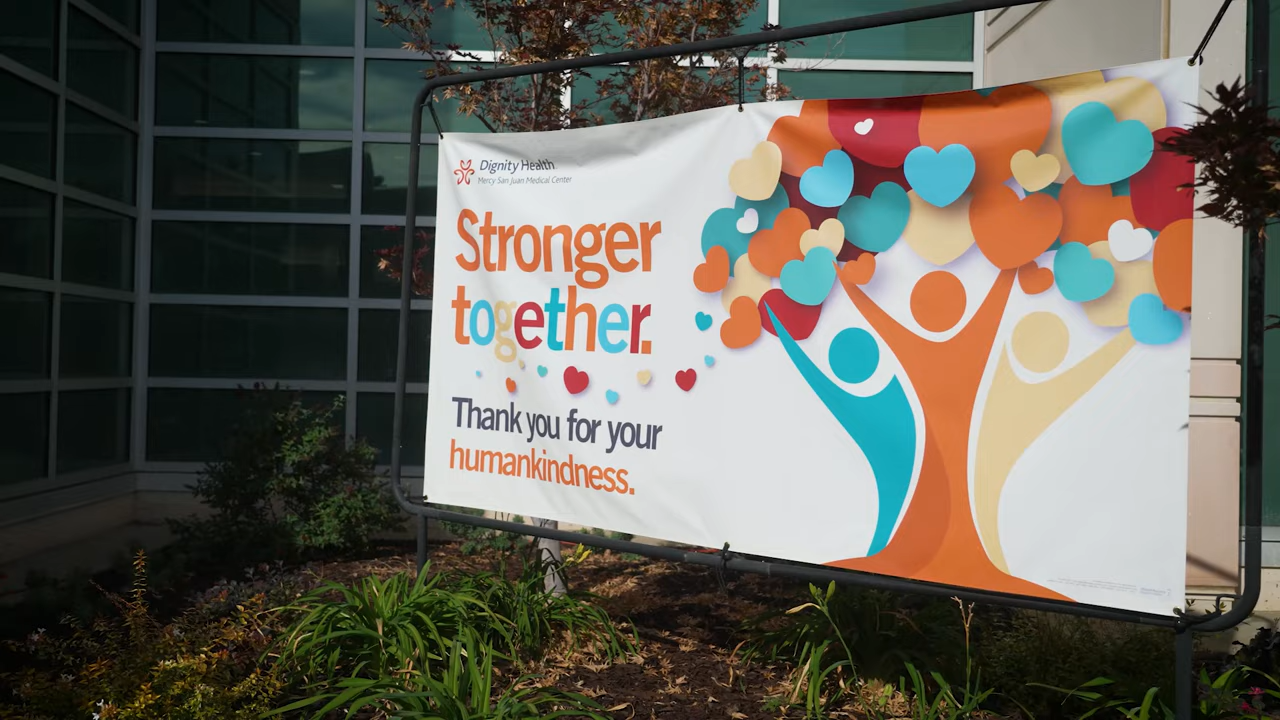 Dignity Health
Mercy San Juan Medical Center
Stronger
together.
Thank you for your
humankindness.